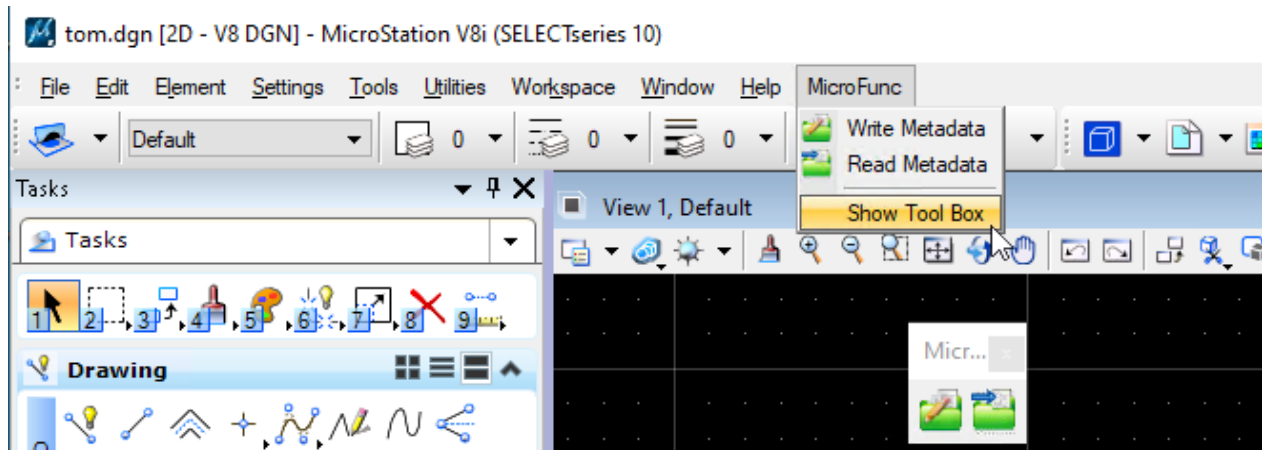 tom.dgn [2D - V8 DGN] - MicroStation V8i (SELECTseries 10)
File Edit Element Settings Tools Utilities Workspace Window Help MicroFunc
Default 0 0 0
Write Metadata
Read Metadata
Show Tool Box
Tasks
View 1, Default
Tasks
1 2 3 4 5 6 7 8 9
Micr... x
Drawing